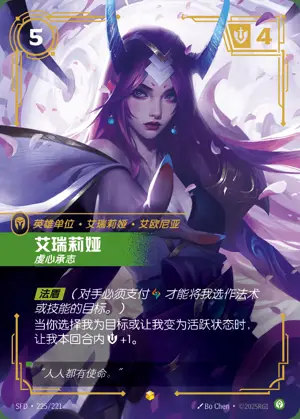 5
4
英雄单位·艾瑞莉娅·艾欧尼亚
艾瑞莉娅
虚心承志
法盾 (对手必须支付 才能将我选作法术
或技能的目标。)
当你选择我为目标或让我变为活跃状态时,
让我本回合内 +1。
“人人都有使命。”
SFD • 225/221
Bo Chen
©2025RGI